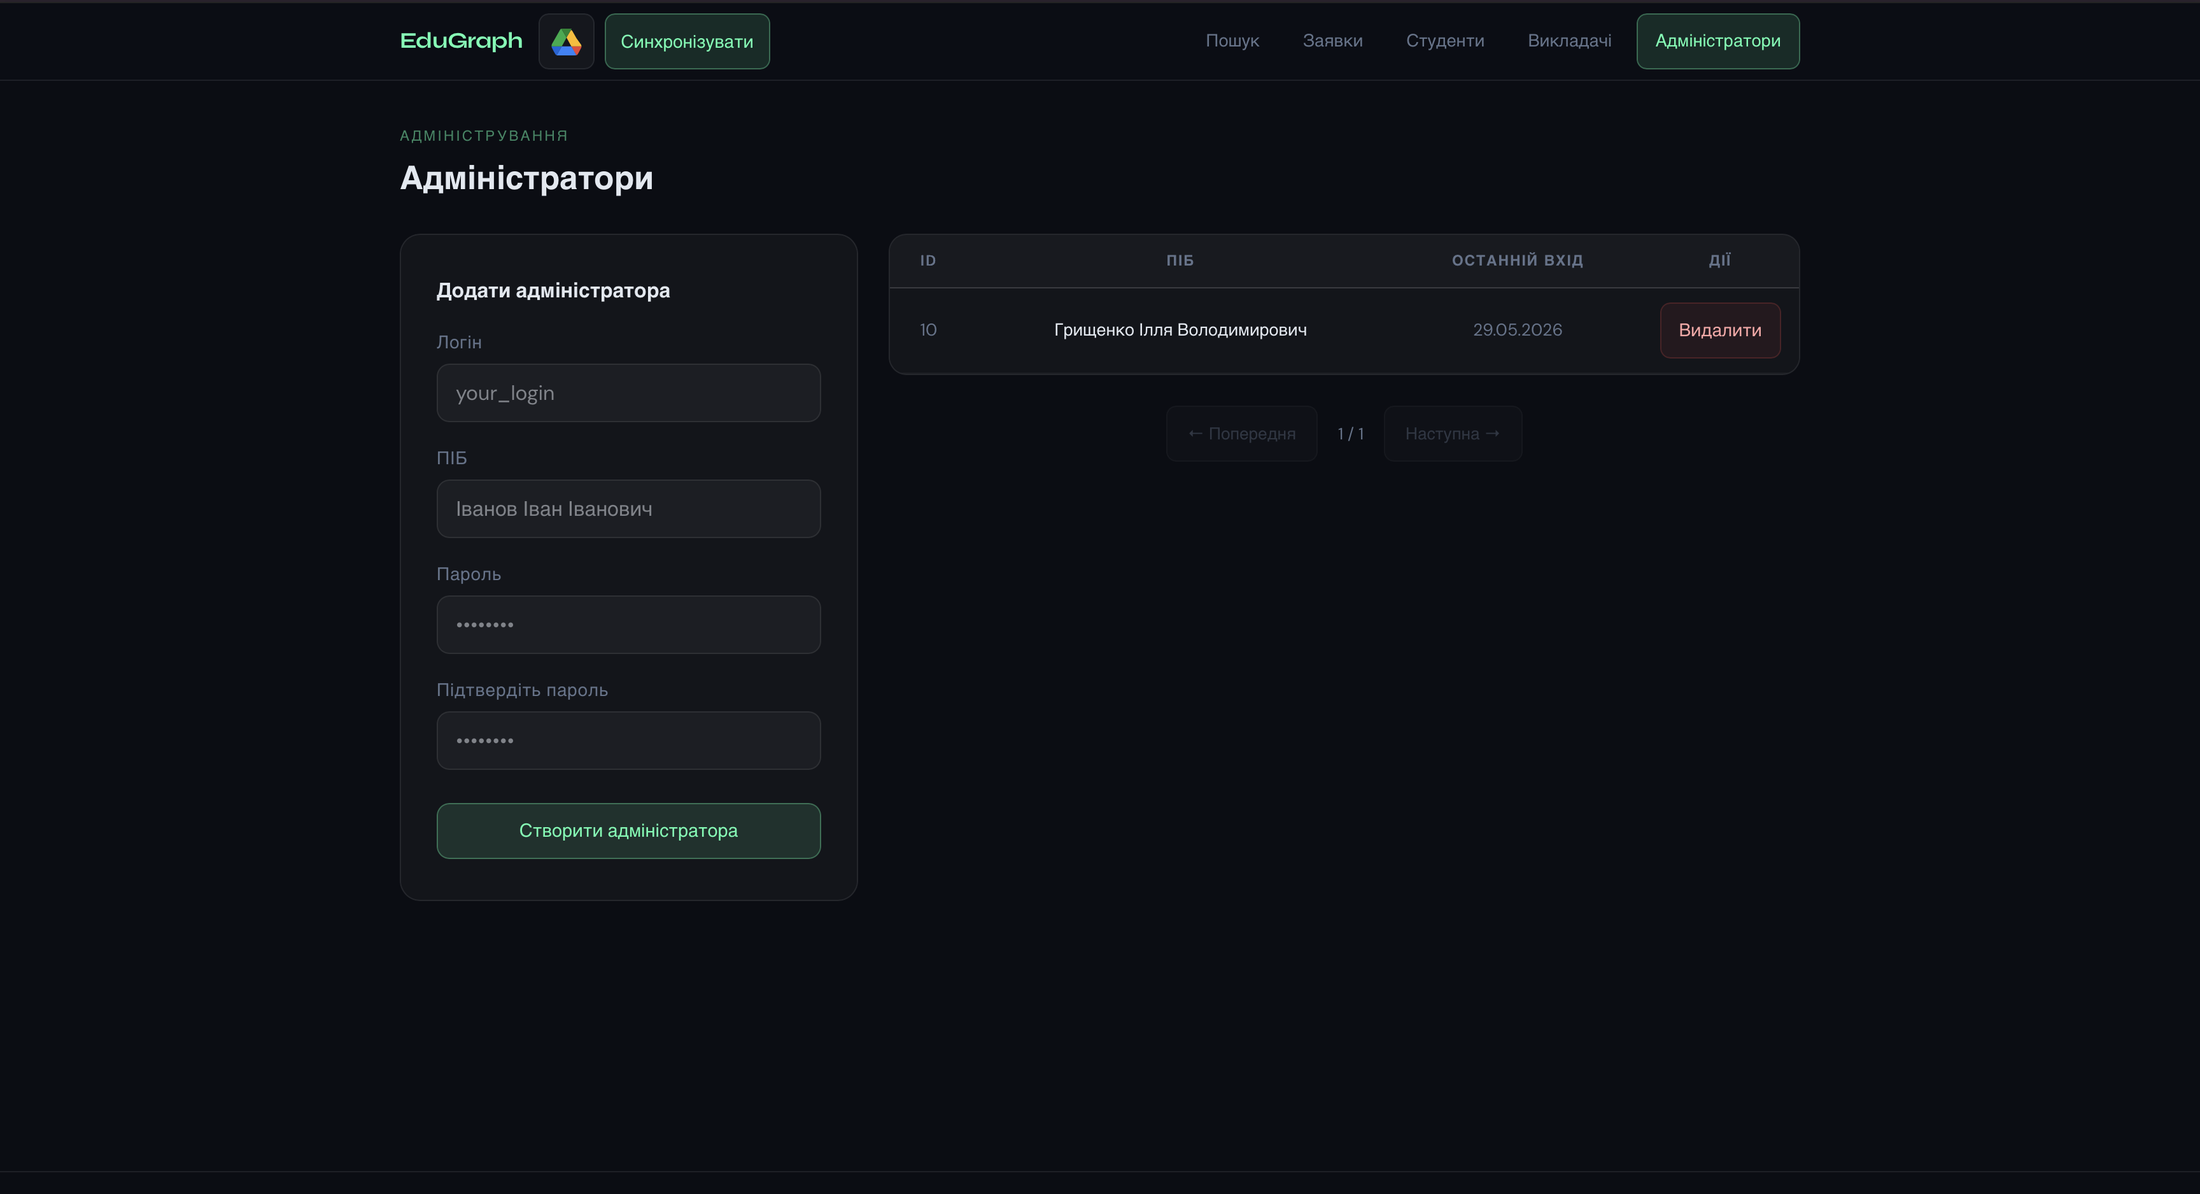 EduGraph Синхронізувати Пошук Заявки Студенти Викладачі Адміністратори
АДМІНІСТРУВАННЯ
Адміністратори
Додати адміністратора
Логін
your_login
ПІБ
Іванов Іван Іванович
Пароль
••••••••
Підтвердіть пароль
••••••••
Створити адміністратора
ID ПІБ ОСТАННІЙ ВХІД ДІЇ
10 Грищенко Ілля Володимирович 29.05.2026 Видалити
← Попередня 1 / 1 Наступна →